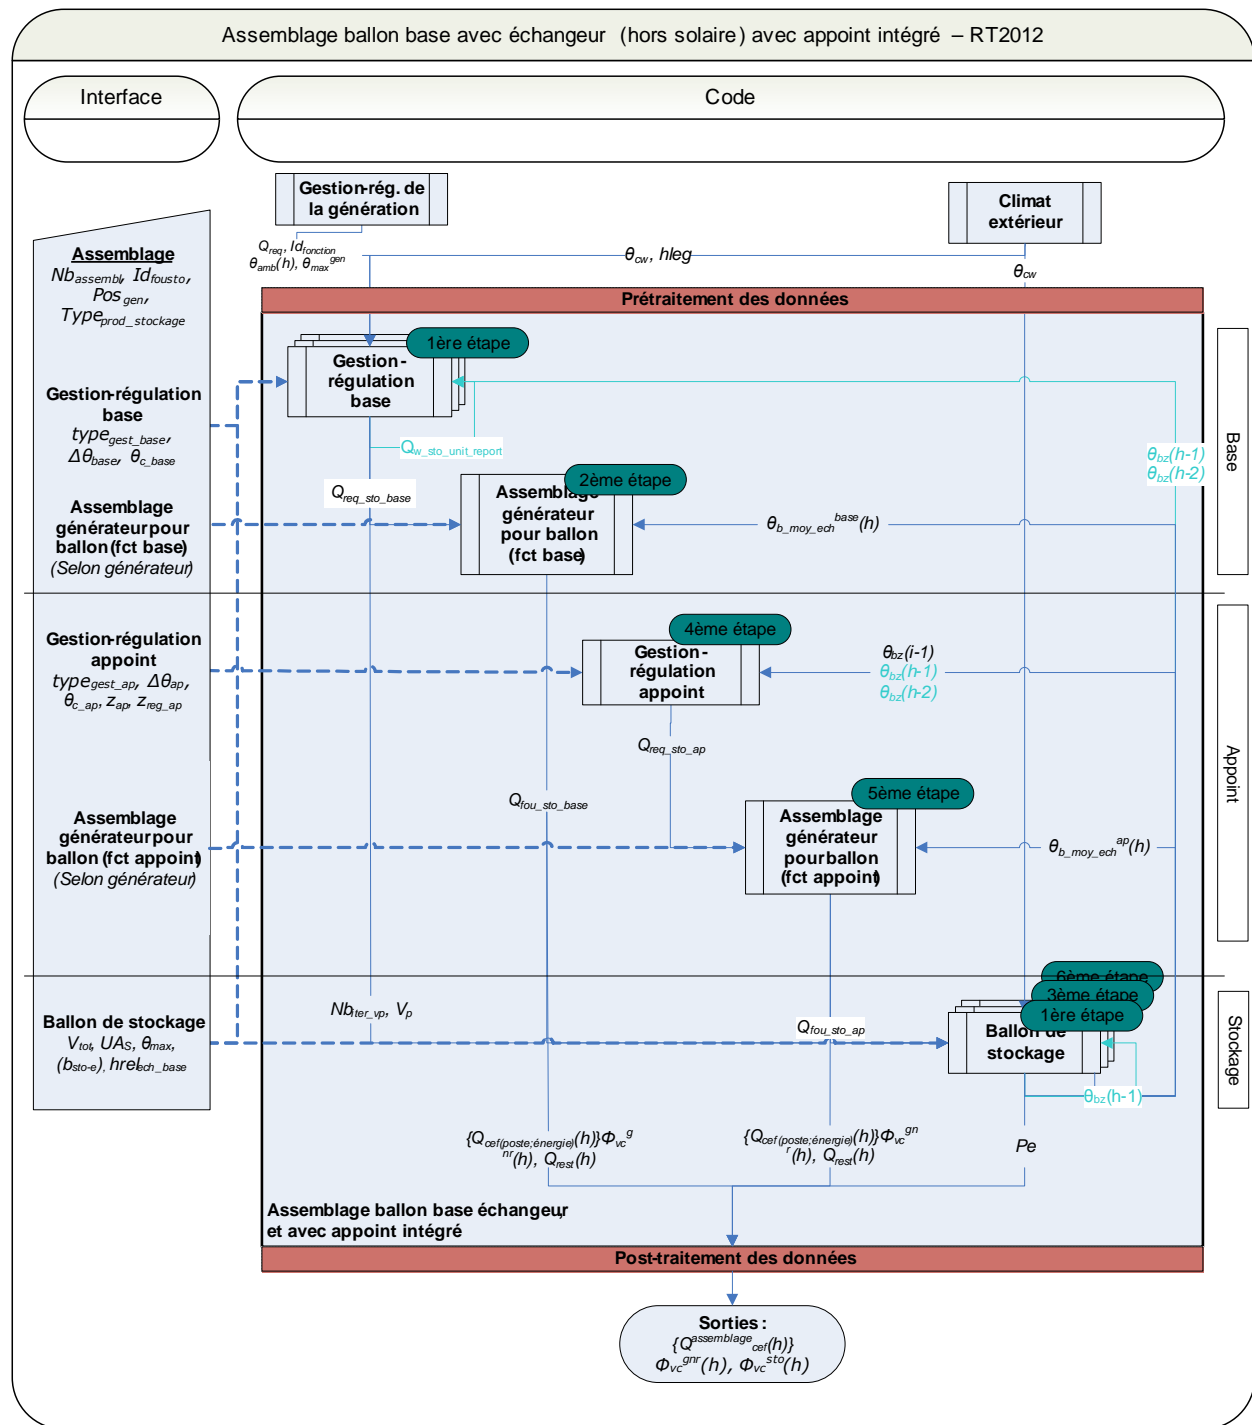 Assemblage ballon base avec échangeur (hors solaire) avec appoint intégré – RT2012
Interface
Code
Gestion-rég. de
la génération
Climat
extérieur
Q_req, Id_fonction
θ_amb(h), θ_max^gen
θ_cw, hleg
θ_cw
Assemblage
Nb_assembl, Id_fousto,
Pos_gen,
Type_prod_stockage
Prétraitement des données
1ère étape
Gestion-
régulation
base
Gestion-régulation
base
type_gest_base,
Δθ_base, θ_c_base
Q_w_sto_unit_report
θ_bz(h-1)
θ_bz(h-2)
Base
Q_req_sto_base
2ème étape
Assemblage
générateur
pour ballon
(fct base)
θ_b_moy_ech^base(h)
Assemblage
générateur pour
ballon (fct base)
(Selon générateur)
4ème étape
Gestion-
régulation
appoint
θ_bz(i-1)
θ_bz(h-1)
θ_bz(h-2)
Gestion-régulation
appoint
type_gest_ap, Δθ_ap,
θ_c_ap, z_ap, z_reg_ap
Appoint
Q_req_sto_ap
Q_fou_sto_base
5ème étape
Assemblage
générateur
pour ballon
(fct appoint)
θ_b_moy_ech^ap(h)
Assemblage
générateur pour
ballon (fct appoint)
(Selon générateur)
6ème étape
3ème étape
1ère étape
Ballon de
stockage
Nb_iter_vp, V_p
Q_fou_sto_ap
θ_bz(h-1)
Ballon de stockage
V_tot, UA_S, θ_max,
(b_sto-e), hrel_ech_base
Stockage
{Q_cef(poste;énergie)(h)}Φ_vc^g
^nr(h), Q_rest(h)
{Q_cef(poste;énergie)(h)}Φ_vc^gn
^r(h), Q_rest(h)
Pe
Assemblage ballon base échangeur,
et avec appoint intégré
Post-traitement des données
Sorties :
{Q^assemblage_cef(h)}
Φ_vc^gnr(h), Φ_vc^sto(h)